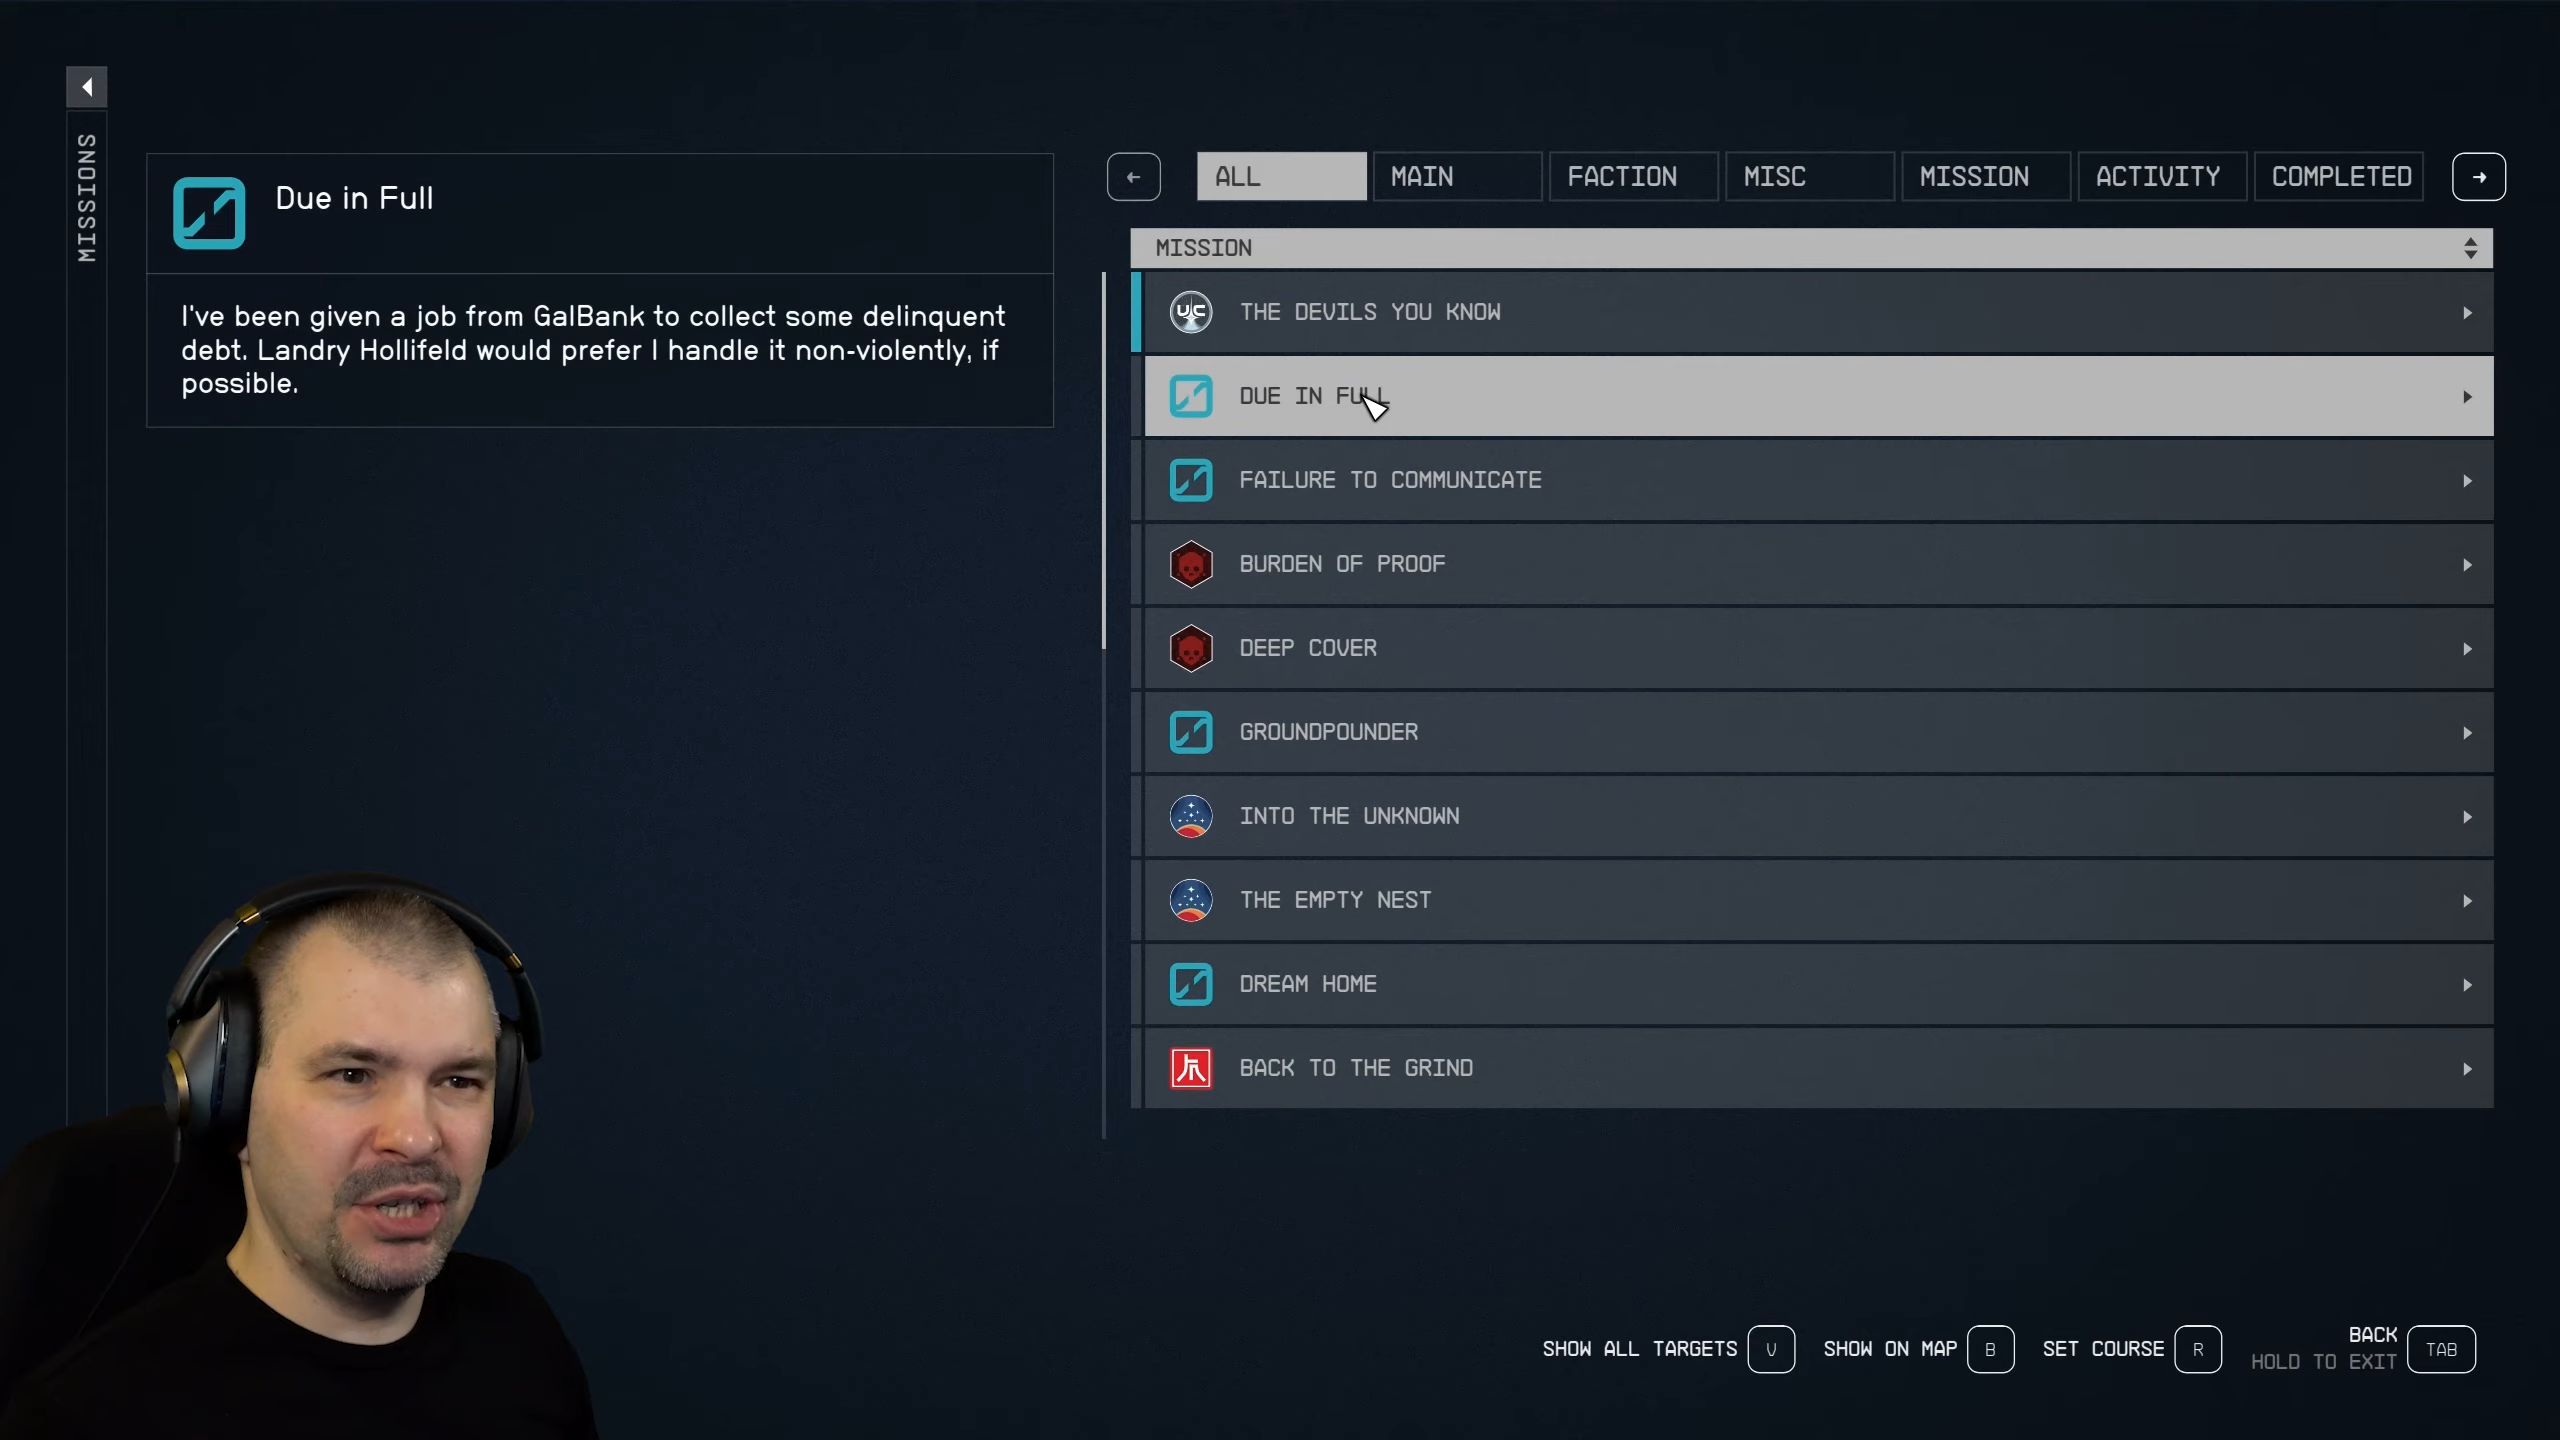 MISSIONS
Due in Full
I've been given a job from GalBank to collect some delinquent
debt. Landry Hollifeld would prefer I handle it non-violently, if
possible.
ALL
MAIN
FACTION
MISC
MISSION
ACTIVITY
COMPLETED
MISSION
UC
THE DEVILS YOU KNOW
DUE IN FULL
FAILURE TO COMMUNICATE
BURDEN OF PROOF
DEEP COVER
GROUNDPOUNDER
INTO THE UNKNOWN
THE EMPTY NEST
DREAM HOME
BACK TO THE GRIND
SHOW ALL TARGETS V
SHOW ON MAP B
SET COURSE R
BACK
HOLD TO EXIT
TAB